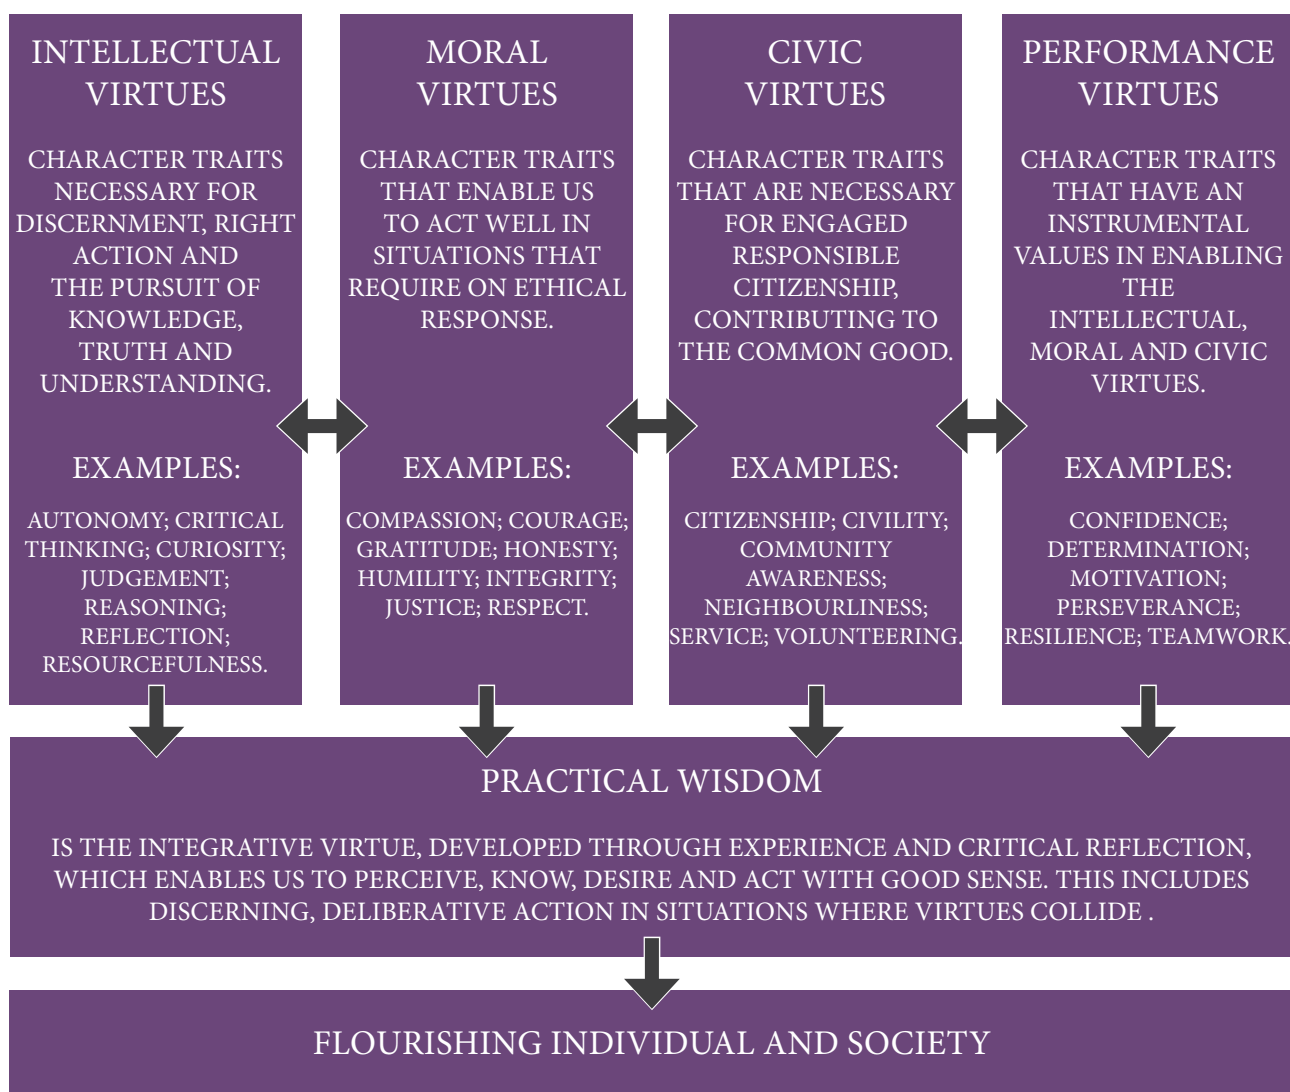 INTELLECTUAL
VIRTUES
CHARACTER TRAITS
NECESSARY FOR
DISCERNMENT, RIGHT
ACTION AND
THE PURSUIT OF
KNOWLEDGE,
TRUTH AND
UNDERSTANDING.
EXAMPLES:
AUTONOMY; CRITICAL
THINKING; CURIOSITY;
JUDGEMENT;
REASONING;
REFLECTION;
RESOURCEFULNESS.
MORAL
VIRTUES
CHARACTER TRAITS
THAT ENABLE US
TO ACT WELL IN
SITUATIONS THAT
REQUIRE ON ETHICAL
RESPONSE.
EXAMPLES:
COMPASSION; COURAGE;
GRATITUDE; HONESTY;
HUMILITY; INTEGRITY;
JUSTICE; RESPECT.
CIVIC
VIRTUES
CHARACTER TRAITS
THAT ARE NECESSARY
FOR ENGAGED
RESPONSIBLE
CITIZENSHIP,
CONTRIBUTING TO
THE COMMON GOOD.
EXAMPLES:
CITIZENSHIP; CIVILITY;
COMMUNITY
AWARENESS;
NEIGHBOURLINESS;
SERVICE; VOLUNTEERING.
PERFORMANCE
VIRTUES
CHARACTER TRAITS
THAT HAVE AN
INSTRUMENTAL
VALUES IN ENABLING
THE
INTELLECTUAL,
MORAL AND CIVIC
VIRTUES.
EXAMPLES:
CONFIDENCE;
DETERMINATION;
MOTIVATION;
PERSEVERANCE;
RESILIENCE; TEAMWORK.
PRACTICAL WISDOM
IS THE INTEGRATIVE VIRTUE, DEVELOPED THROUGH EXPERIENCE AND CRITICAL REFLECTION,
WHICH ENABLES US TO PERCEIVE, KNOW, DESIRE AND ACT WITH GOOD SENSE. THIS INCLUDES
DISCERNING, DELIBERATIVE ACTION IN SITUATIONS WHERE VIRTUES COLLIDE .
FLOURISHING INDIVIDUAL AND SOCIETY